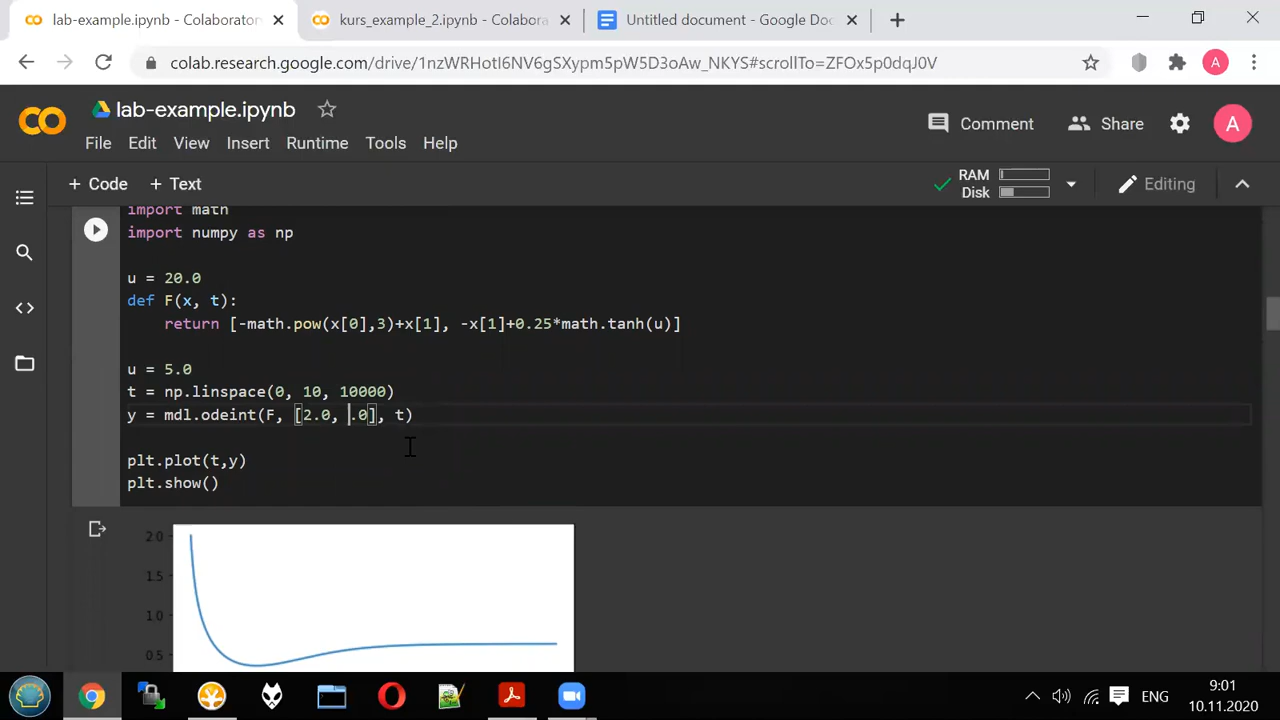 lab-example.ipynb - Colaborator
kurs_example_2.ipynb - Colabora
Untitled document - Google Doc
colab.research.google.com/drive/1nzWRHotI6NV6gSXypm5pW5D3oAw_NKYS#scrollTo=ZFOx5p0dqJ0V
A
CO
lab-example.ipynb
Comment
Share
A
File Edit View Insert Runtime Tools Help
+ Code + Text
RAM
Disk
Editing
import math
import numpy as np
u = 20.0
def F(x, t):
return [-math.pow(x[0],3)+x[1], -x[1]+0.25*math.tanh(u)]
u = 5.0
t = np.linspace(0, 10, 10000)
y = mdl.odeint(F, [2.0, .0], t)
plt.plot(t,y)
plt.show()
2.0
1.5
1.0
0.5
ENG
9:01
10.11.2020